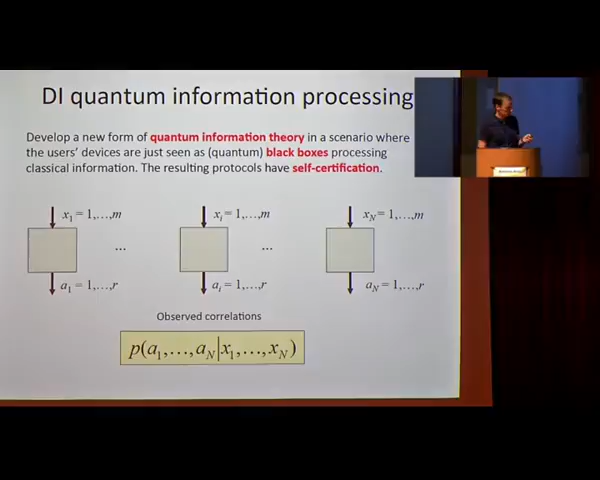 DI quantum information processing
Develop a new form of quantum information theory in a scenario where
the users' devices are just seen as (quantum) black boxes processing
classical information. The resulting protocols have self-certification.
x₁ = 1,…,m xᵢ = 1,…,m x_N = 1,…,m
... ...
a₁ = 1,…,r aᵢ = 1,…,r a_N = 1,…,r
Observed correlations
p(a₁,…,a_N|x₁,…,x_N)